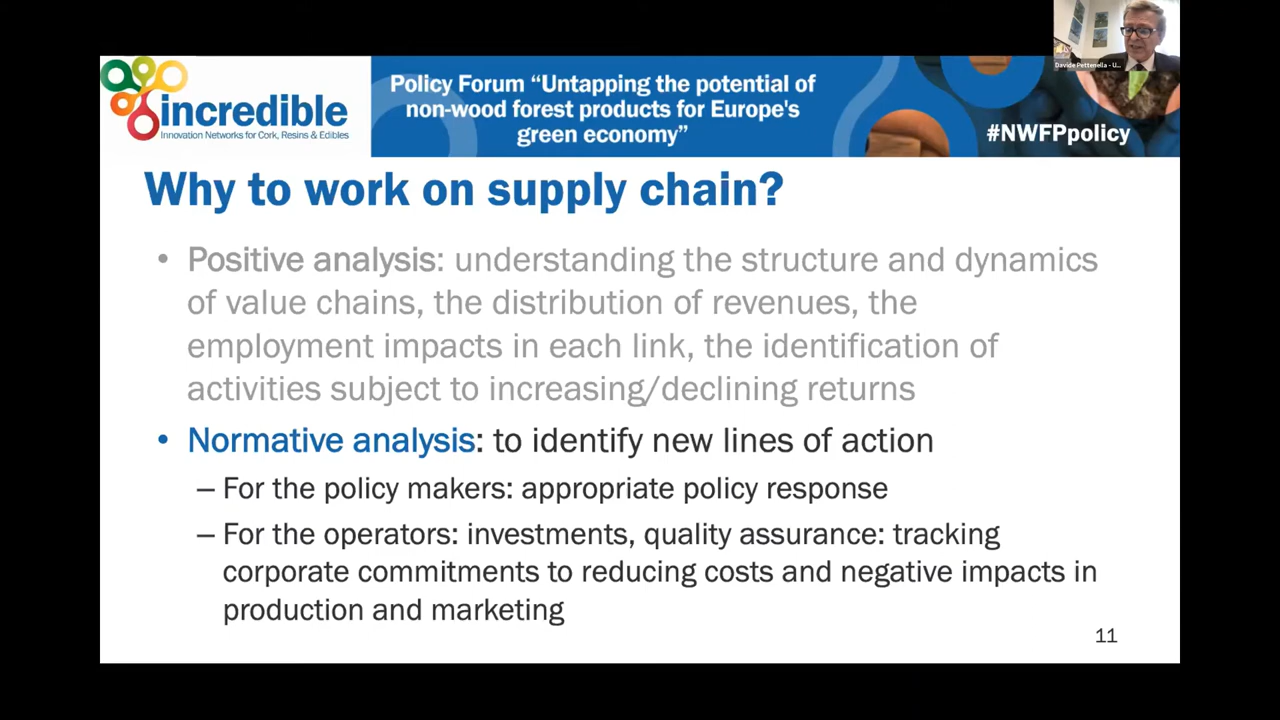 Davide Pettenella - U...
incredible
Innovation Networks for Cork, Resins & Edibles
Policy Forum “Untapping the potential of
non-wood forest products for Europe's
green economy”
#NWFPpolicy
Why to work on supply chain?
• Positive analysis: understanding the structure and dynamics
of value chains, the distribution of revenues, the
employment impacts in each link, the identification of
activities subject to increasing/declining returns
• Normative analysis: to identify new lines of action
– For the policy makers: appropriate policy response
– For the operators: investments, quality assurance: tracking
corporate commitments to reducing costs and negative impacts in
production and marketing
11